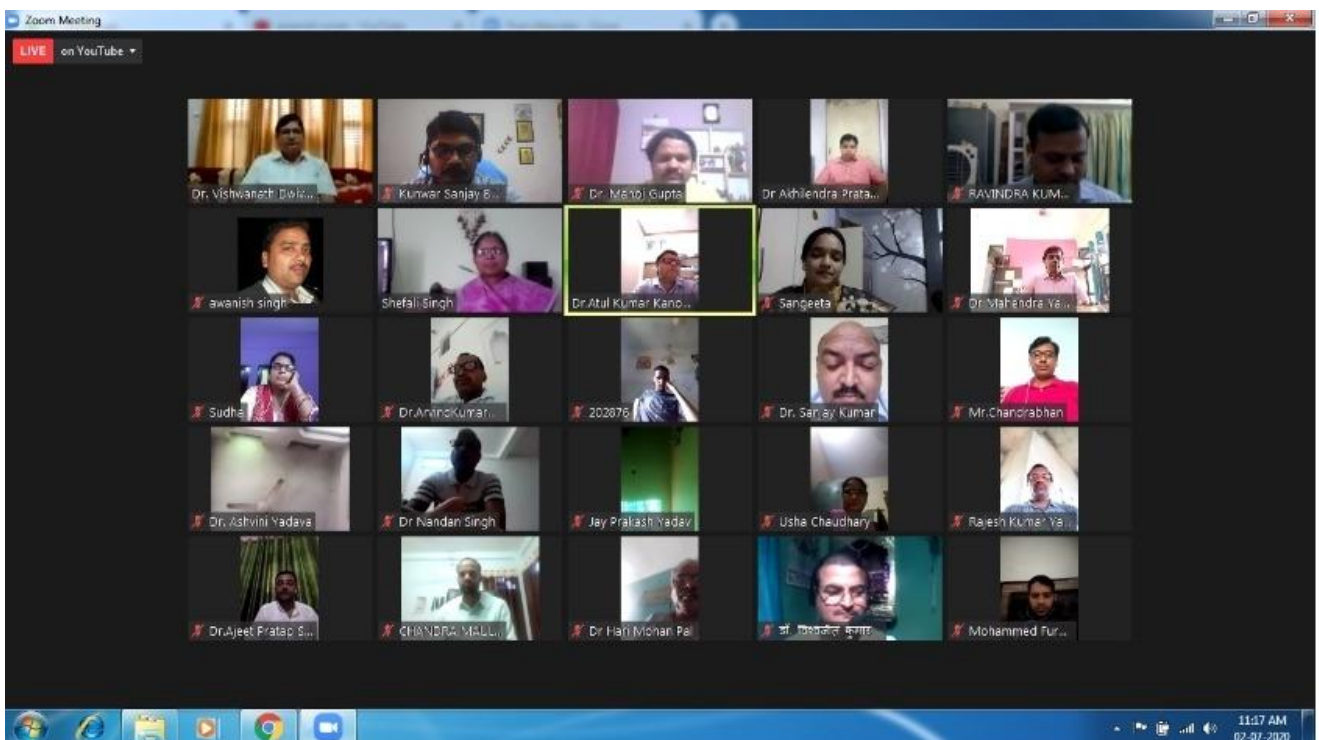 Zoom Meeting
LIVE on YouTube
Dr. Vishwanath Dwiv...
Kunwar Sanjay B...
Dr. Manoj Gupta
Dr Akhilendra Prata...
RAVINDRA KUM...
awanish singh
Shefali Singh
Dr.Atul Kumar Kano...
Sangeeta
Dr. Mahendra Ya...
Sudha
Dr.ArvindKumar...
202876
Dr. Sanjay Kumar
Mr.Chandrabhan
Dr. Ashvini Yadava
Dr Nandan Singh
Jay Prakash Yadav
Usha Chaudhary
Rajesh Kumar Ya...
Dr.Ajeet Pratap S...
CHANDRA MALL...
Dr Hari Mohan Pal
डॉ विश्वजीत कुमार
Mohammed Fur...
11:17 AM
02-07-2020